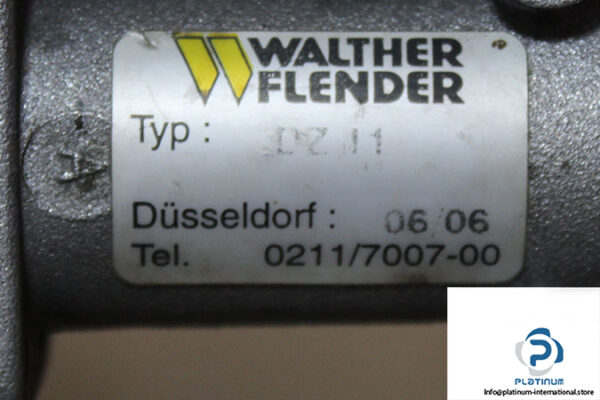 WALTHER
FLENDER
Typ :
Düsseldorf : 06/06
Tel. 0211/7007-00
A
PLATINUM
Info@platinum-international.store